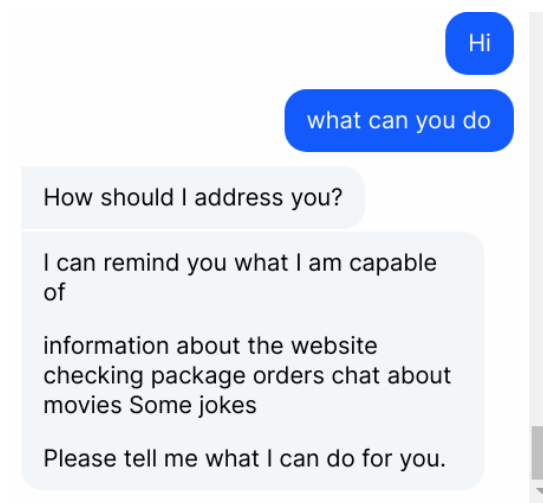 Hi
what can you do
How should I address you?
I can remind you what I am capable
of
information about the website
checking package orders chat about
movies Some jokes
Please tell me what I can do for you.